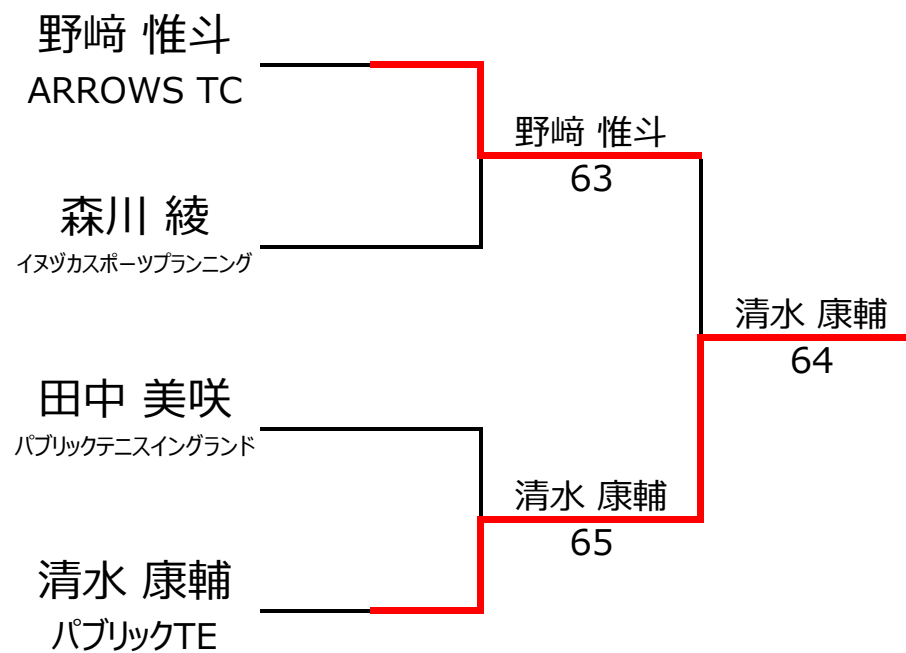 野﨑 惟斗
ARROWS TC
野﨑 惟斗
63
森川 綾
イヌヅカスポーツプランニング
清水 康輔
64
田中 美咲
パブリックテニスイングランド
清水 康輔
65
清水 康輔
パブリックTE